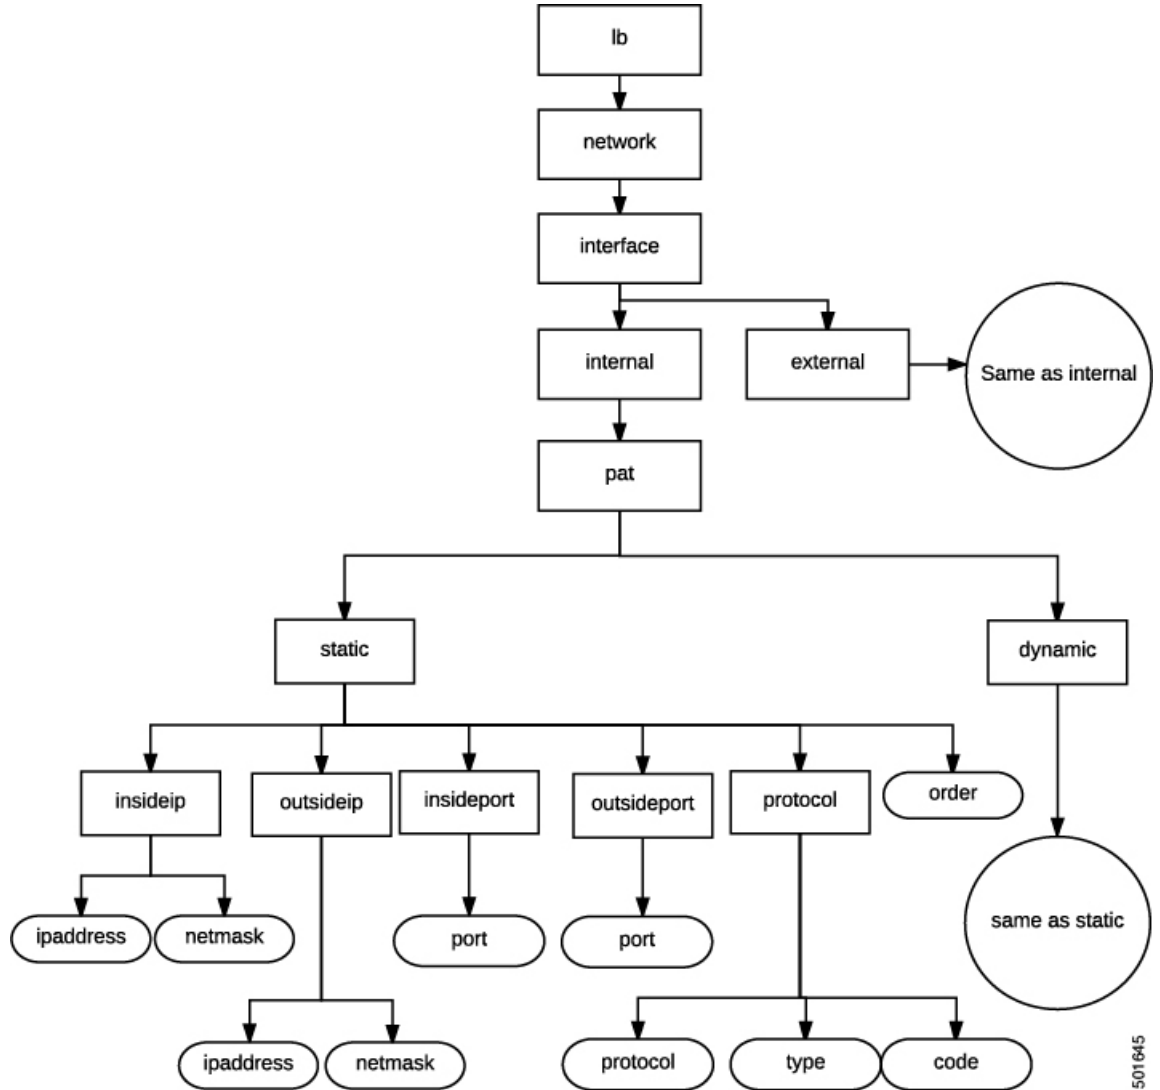 lb
network
interface
internal
external
Same as internal
pat
static
dynamic
insideip
outsideip
insideport
outsideport
protocol
order
ipaddress
netmask
port
port
same as static
ipaddress
netmask
protocol
type
code
501645